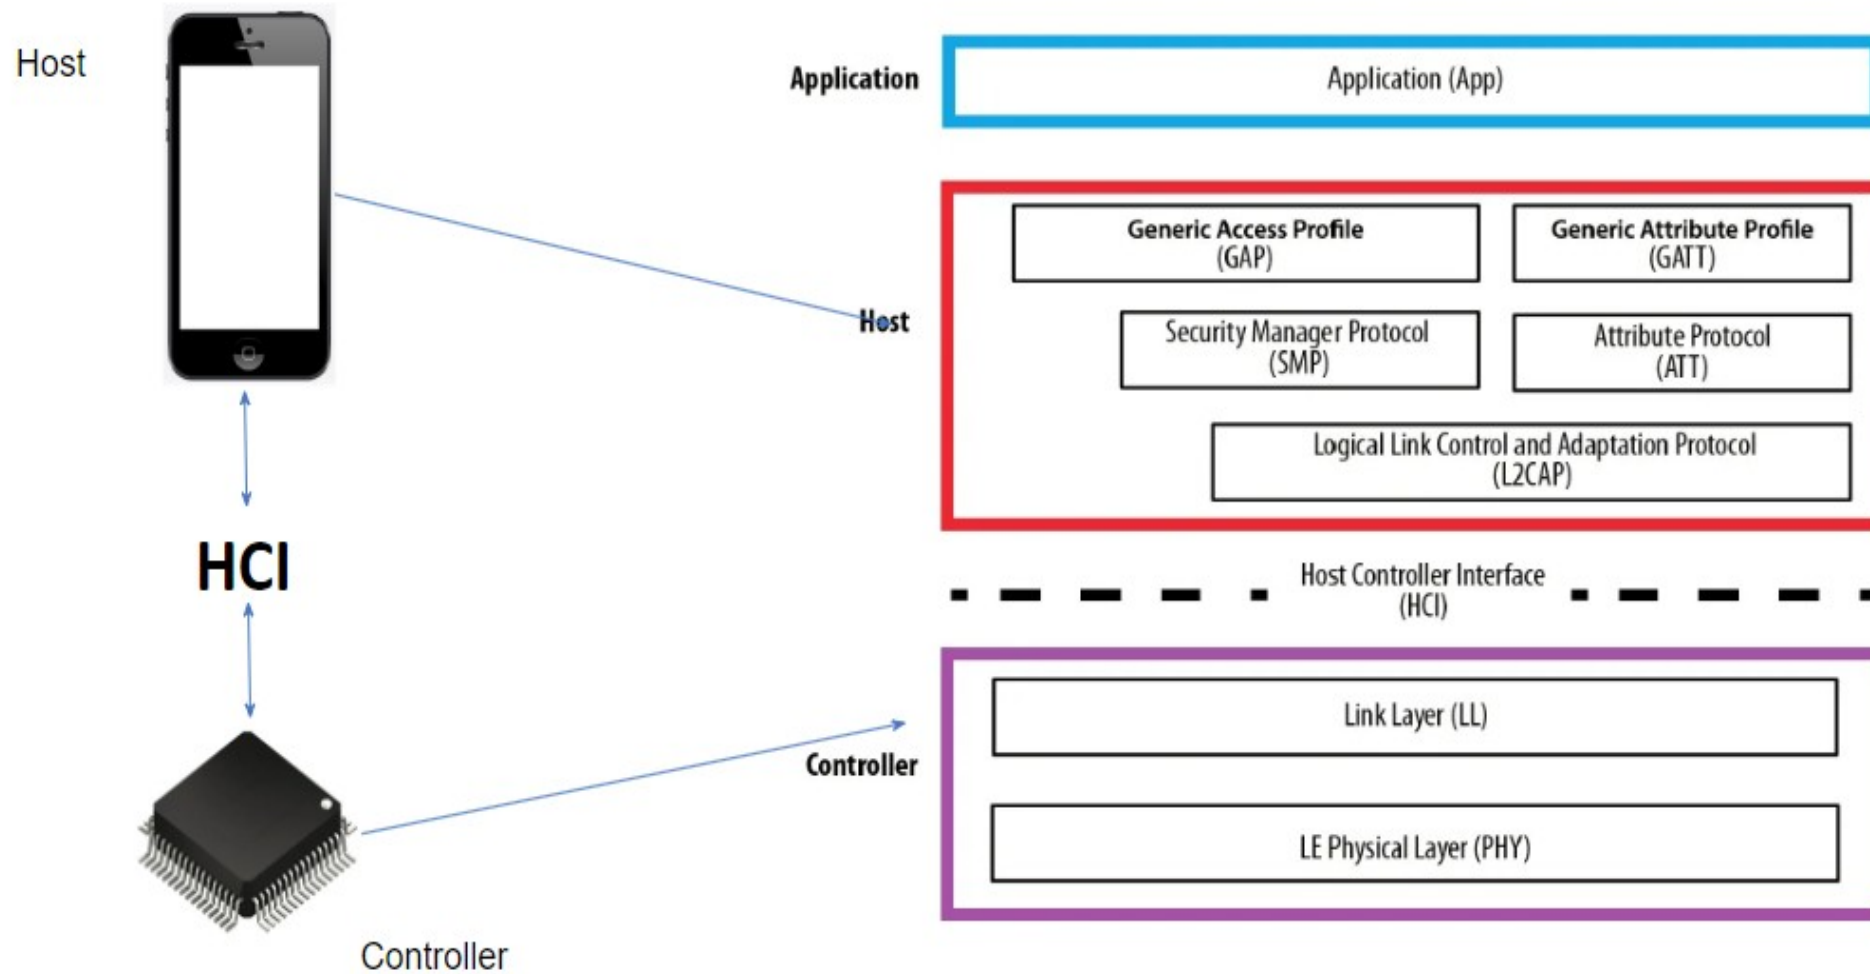 Host
HCI
Controller
Application
Application (App)
Host
Generic Access Profile
(GAP)
Generic Attribute Profile
(GATT)
Security Manager Protocol
(SMP)
Attribute Protocol
(ATT)
Logical Link Control and Adaptation Protocol
(L2CAP)
Host Controller Interface
(HCI)
Controller
Link Layer (LL)
LE Physical Layer (PHY)